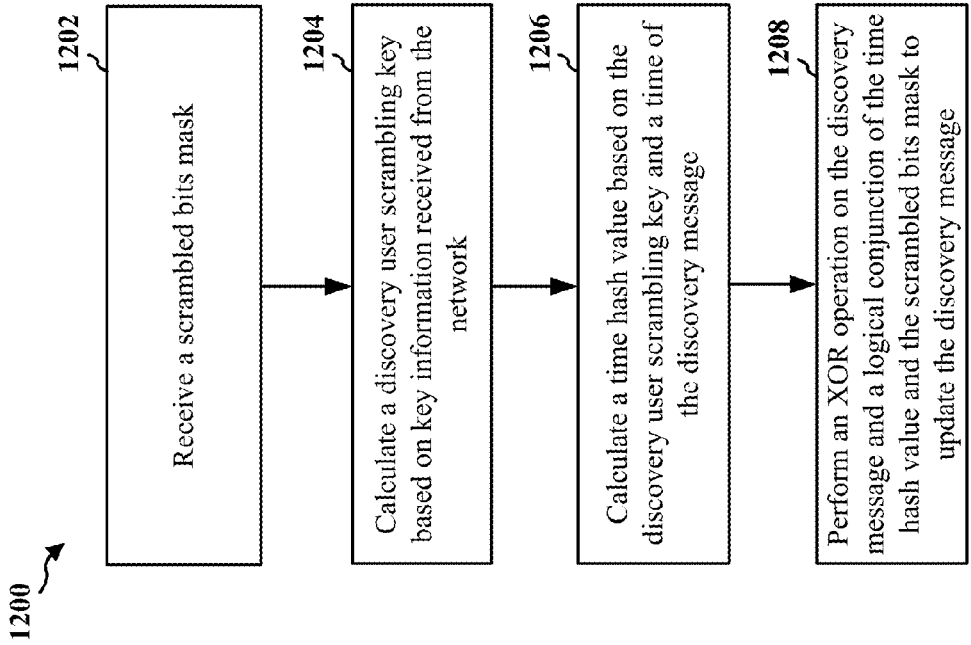 1200
1202
Receive a scrambled bits mask
1204
Calculate a discovery user scrambling key
based on key information received from the
network
1206
Calculate a time hash value based on the
discovery user scrambling key and a time of
the discovery message
1208
Perform an XOR operation on the discovery
message and a logical conjunction of the time
hash value and the scrambled bits mask to
update the discovery message